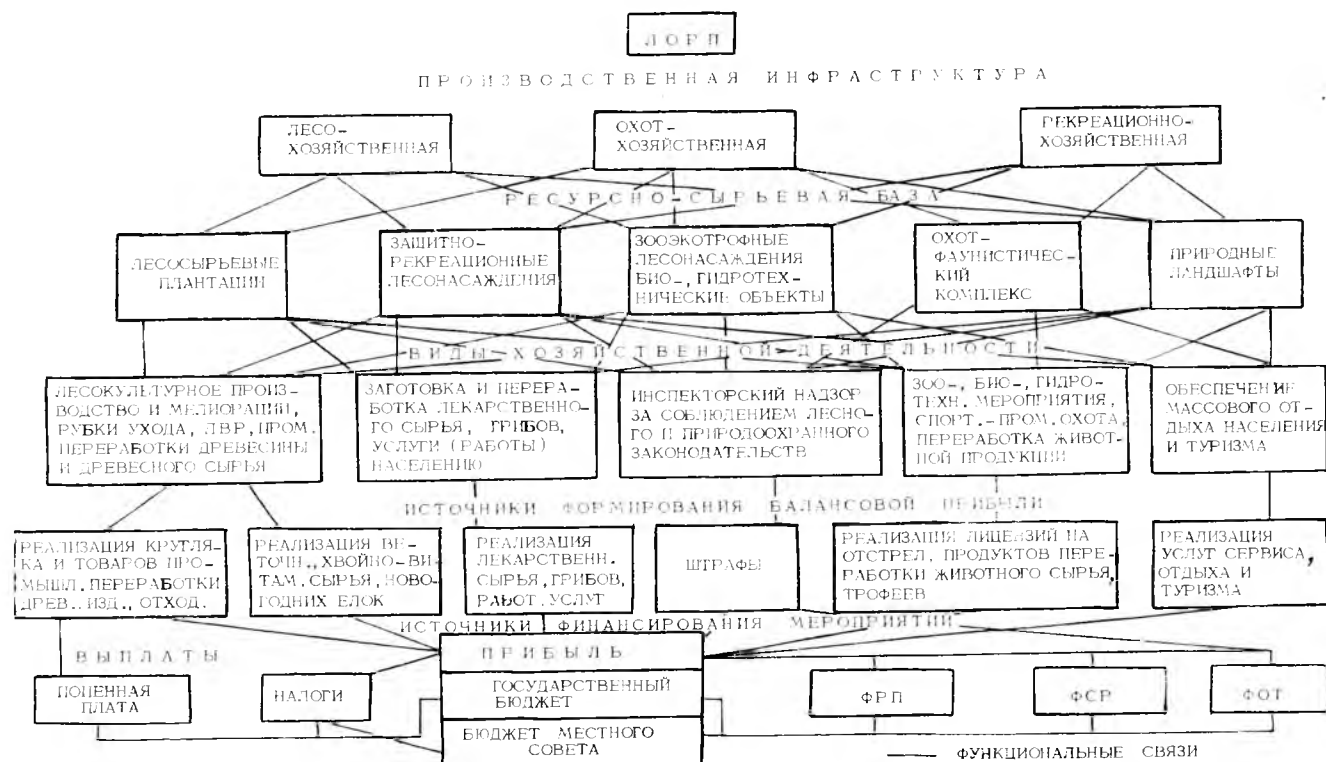 ЛОРП
ПРОИЗВОДСТВЕННАЯ ИНФРАСТРУКТУРА
ЛЕСО-
ХОЗЯЙСТВЕННАЯ
ОХОТ-
ХОЗЯЙСТВЕННАЯ
РЕКРЕАЦИОННО-
ХОЗЯЙСТВЕННАЯ
РЕСУРСНО-СЫРЬЕВАЯ БАЗА
ЛЕСОСЫРЬЕВЫЕ
ПЛАНТАЦИИ
ЗАЩИТНО-
РЕКРЕАЦИОННЫЕ
ЛЕСОНАСАЖДЕНИЯ
ЗООЭКОТРОФНЫЕ
ЛЕСОНАСАЖДЕНИЯ
БИО-, ГИДРОТЕХ-
НИЧЕСКИЕ ОБЪЕКТЫ
ОХОТ-
ФАУНИСТИЧЕС-
КИЙ
КОМПЛЕКС
ПРИРОДНЫЕ
ЛАНДШАФТЫ
ВИДЫ ХОЗЯЙСТВЕННОЙ ДЕЯТЕЛЬНОСТИ
ЛЕСОКУЛЬТУРНОЕ ПРОИЗ-
ВОДСТВО И МЕЛИОРАЦИИ,
РУБКИ УХОДА, ЛВР, ПРОМ.
ПЕРЕРАБОТКИ ДРЕВЕСИНЫ
И ДРЕВЕСНОГО СЫРЬЯ
ЗАГОТОВКА И ПЕРЕРА-
БОТКА ЛЕКАРСТВЕННО-
ГО СЫРЬЯ, ГРИБОВ,
УСЛУГИ (РАБОТЫ)
НАСЕЛЕНИЮ
ИНСПЕКТОРСКИЙ НАДЗОР
ЗА СОБЛЮДЕНИЕМ ЛЕСНО-
ГО И ПРИРОДООХРАННОГО
ЗАКОНОДАТЕЛЬСТВ
ЗОО-, БИО-, ГИДРО-
ТЕХН. МЕРОПРИЯТИЯ,
СПОРТ.-ПРОМ. ОХОТА,
ПЕРЕРАБОТКА ЖИВОТ-
НОЙ ПРОДУКЦИИ
ОБЕСПЕЧЕНИЕ
МАССОВОГО ОТ-
ДЫХА НАСЕЛЕНИЯ
И ТУРИЗМА
ИСТОЧНИКИ ФОРМИРОВАНИЯ БАЛАНСОВОЙ ПРИБЫЛИ
РЕАЛИЗАЦИЯ КРУГЛЯ-
КА И ТОВАРОВ ПРО-
МЫШЛ. ПЕРЕРАБОТКИ
ДРЕВ. ИЗД., ОТХОД.
РЕАЛИЗАЦИЯ ВЕ-
ТОЧН., ХВОЙНО-ВИ-
ТАМ. СЫРЬЯ, НОВО-
ГОДНИХ ЕЛОК
РЕАЛИЗАЦИЯ
ЛЕКАРСТВЕНН.
СЫРЬЯ, ГРИБОВ,
РАБОТ. УСЛУГ
ШТРАФЫ
РЕАЛИЗАЦИЯ ЛИЦЕНЗИЙ НА
ОТСТРЕЛ, ПРОДУКТОВ ПЕРЕ-
РАБОТКИ ЖИВОТНОГО СЫРЬЯ,
ТРОФЕЕВ
РЕАЛИЗАЦИЯ
УСЛУГ СЕРВИСА,
ОТДЫХА И
ТУРИЗМА
ИСТОЧНИКИ ФИНАНСИРОВАНИЯ МЕРОПРИЯТИЙ
ВЫПЛАТЫ
ПРИБЫЛЬ
ПОПЕННАЯ
ПЛАТА
НАЛОГИ
ГОСУДАРСТВЕННЫЙ
БЮДЖЕТ
ФРП
ФСР
ФОТ
БЮДЖЕТ МЕСТНОГО
СОВЕТА
ФУНКЦИОНАЛЬНЫЕ СВЯЗИ